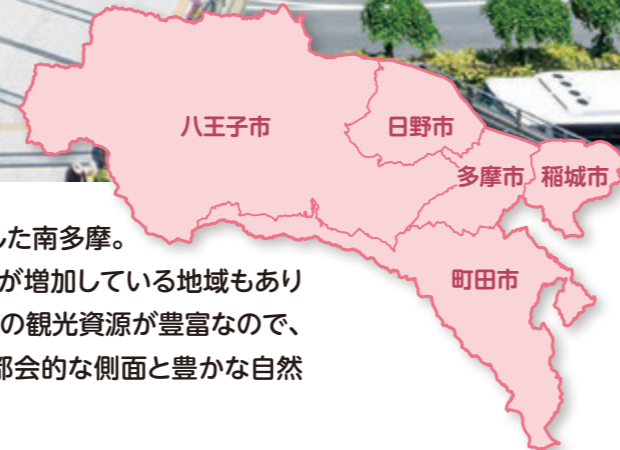 八王子市
日野市
多摩市
稲城市
町田市
した南多摩。
が増加している地域もあり
の観光資源が豊富なので、
都会的な側面と豊かな自然